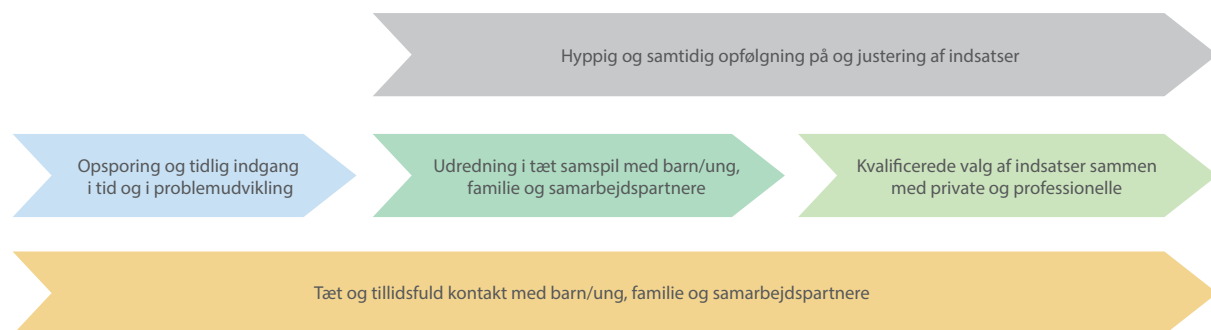 Hyppig og samtidig opfølgning på og justering af indsatser
Opsporing og tidlig indgang
i tid og i problemudvikling
Udredning i tæt samspil med barn/ung,
familie og samarbejdspartnere
Kvalificerede valg af indsatser sammen
med private og professionelle
Tæt og tillidsfuld kontakt med barn/ung, familie og samarbejdspartnere